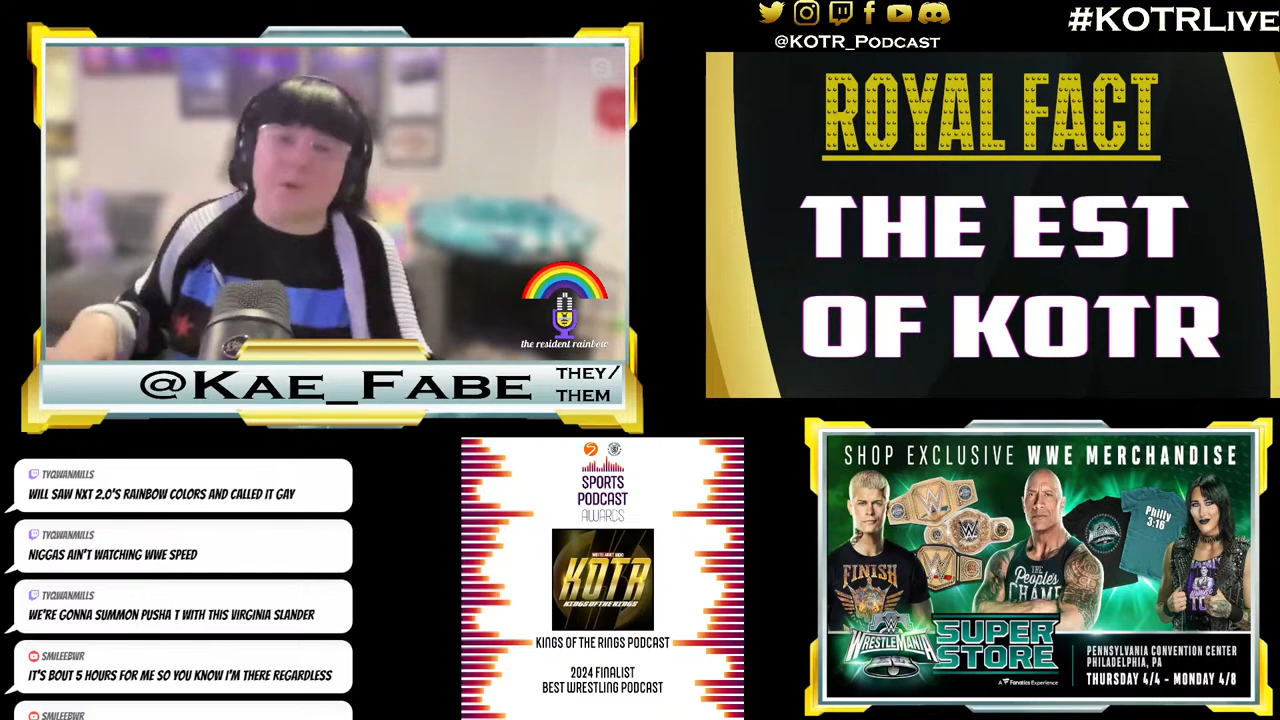 @KOTR_PODCAST
#KOTRLIVE
ROYAL FACT
THE EST
OF KOTR
the resident rainbow
@KAE_FABE
THEY/
THEM
TYQWANMILLS
WILL SAW NXT 2.0'S RAINBOW COLORS AND CALLED IT GAY
TYQWANMILLS
NIGGAS AIN'T WATCHING WWE SPEED
TYQWANMILLS
WE'RE GONNA SUMMON PUSHA T WITH THIS VIRGINIA SLANDER
SMILEEBWR
IT'S BOUT 5 HOURS FOR ME SO YOU KNOW I'M THERE REGARDLESS
SMILEEBWR
SPORTS
PODCAST
AWARDS
KOTR
KINGS OF THE RINGS
KINGS OF THE RINGS PODCAST
2024 FINALIST
BEST WRESTLING PODCAST
SHOP EXCLUSIVE WWE MERCHANDISE
Philly
3:16
FINISH
THE
People's
CHAMP
WRESTLEMANIA
SUPER
STORE
A Fanatics Experience
PENNSYLVANIA CONVENTION CENTER
PHILADELPHIA, PA
THURSDAY 4/4 - MONDAY 4/8